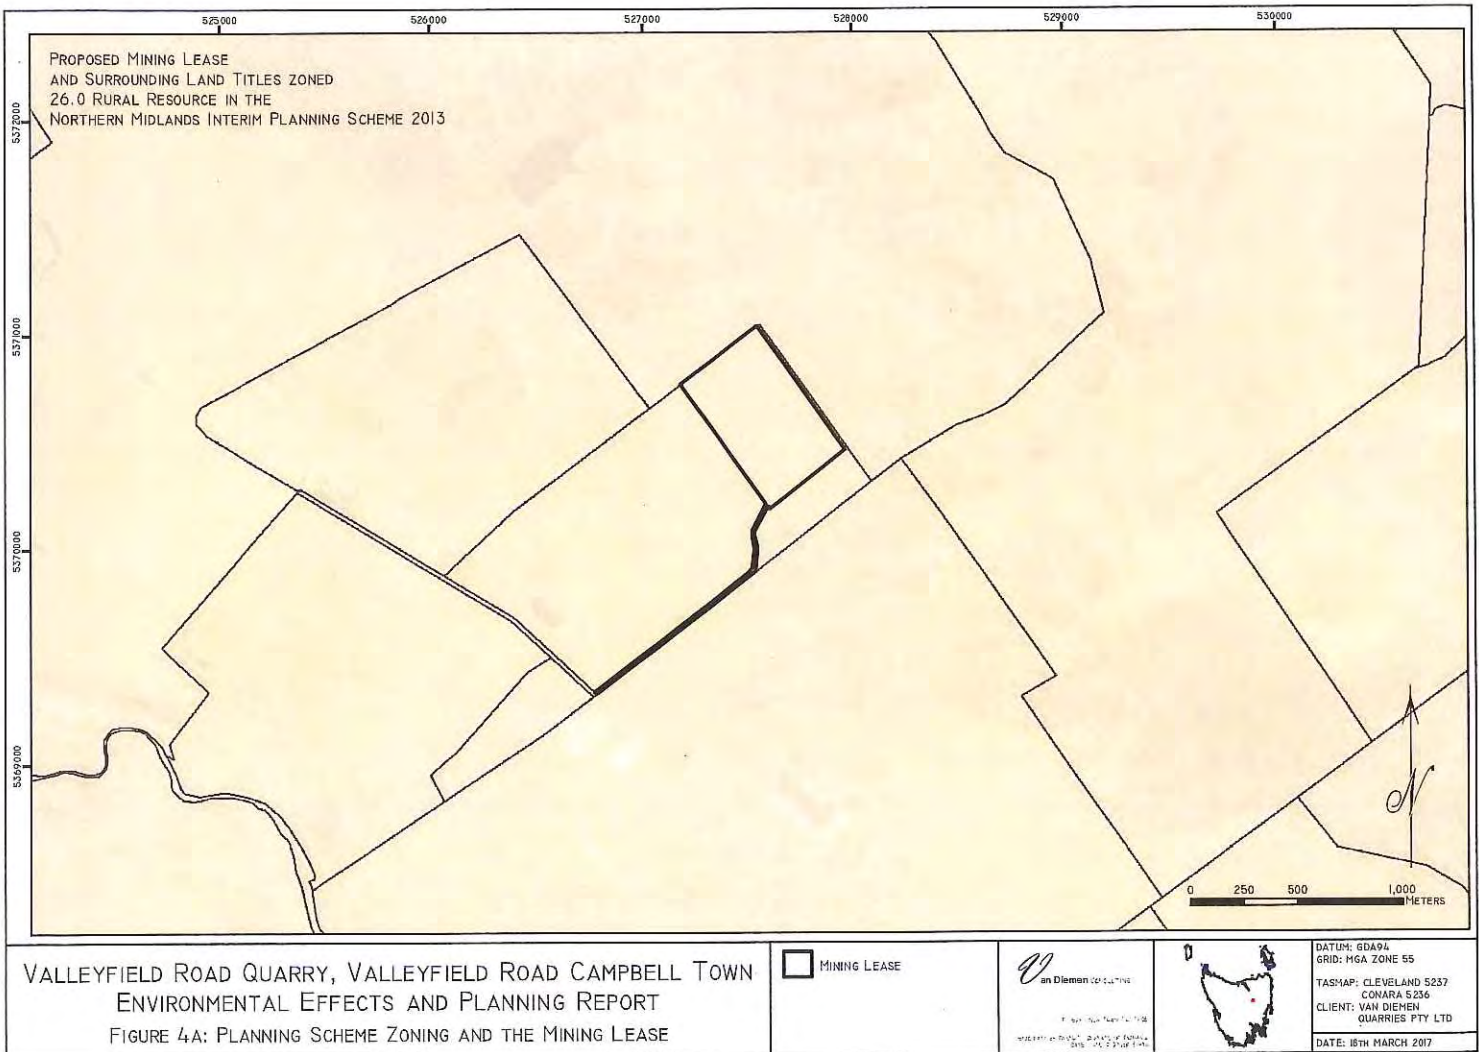 525000
526000
527000
528000
529000
530000
PROPOSED MINING LEASE
AND SURROUNDING LAND TITLES ZONED
26.0 RURAL RESOURCE IN THE
NORTHERN MIDLANDS INTERIM PLANNING SCHEME 2013
5372000
5371000
5370000
5369000
N
0 250 500 1,000
METERS
VALLEYFIELD ROAD QUARRY, VALLEYFIELD ROAD CAMPBELL TOWN
ENVIRONMENTAL EFFECTS AND PLANNING REPORT
FIGURE 4A: PLANNING SCHEME ZONING AND THE MINING LEASE
MINING LEASE
Van Diemen CONSULTING
DATUM: GDA94
GRID: MGA ZONE 55
TASMAP: CLEVELAND 5237
CONARA 5236
CLIENT: VAN DIEMEN
QUARRIES PTY LTD
DATE: 18TH MARCH 2017